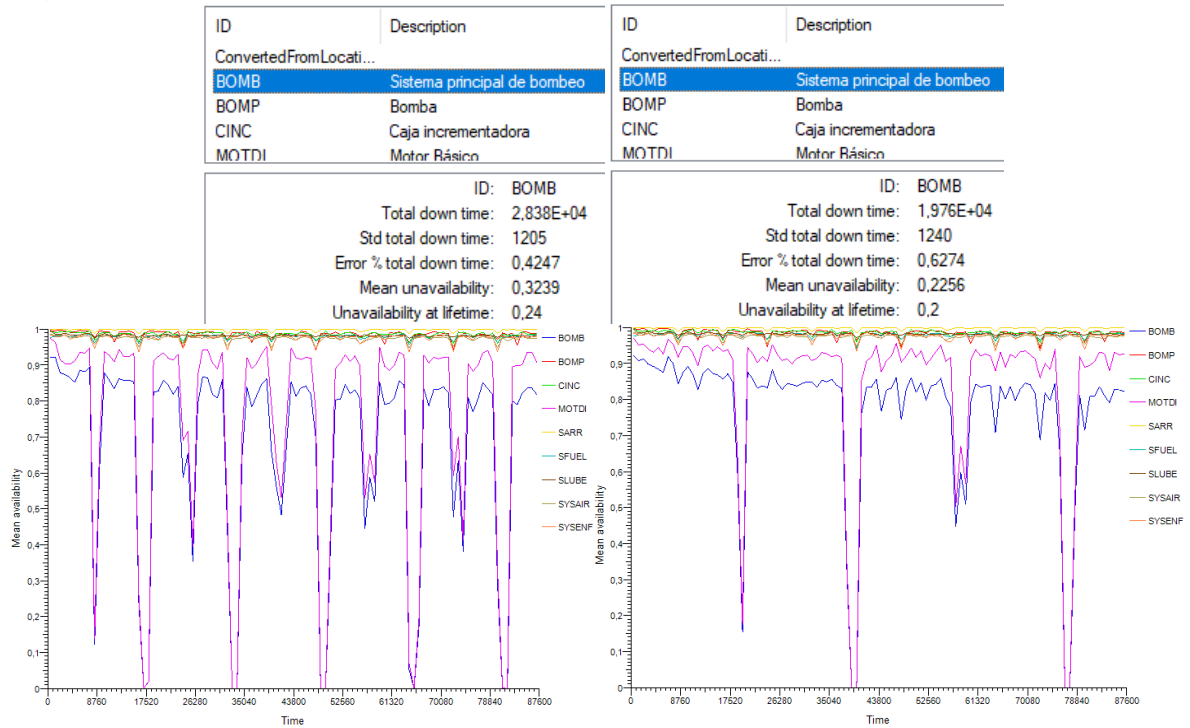 ID Description
ConvertedFromLocati...
BOMB Sistema principal de bombeo
BOMP Bomba
CINC Caja incrementadora
MOTDI Motor Básico
ID: BOMB
Total down time: 2,838E+04
Std total down time: 1205
Error % total down time: 0,4247
Mean unavailability: 0,3239
Unavailability at lifetime: 0,24
ID Description
ConvertedFromLocati...
BOMB Sistema principal de bombeo
BOMP Bomba
CINC Caja incrementadora
MOTDI Motor Básico
ID: BOMB
Total down time: 1,976E+04
Std total down time: 1240
Error % total down time: 0,6274
Mean unavailability: 0,2256
Unavailability at lifetime: 0,2
Mean availability
1
0,9
0,8
0,7
0,6
0,5
0,4
0,3
0,2
0,1
0
0 8760 17520 26280 35040 43800 52560 61320 70080 78840 87600
Time
BOMB
BOMP
CINC
MOTDI
SARR
SFUEL
SLUBE
SYSAIR
SYSENF
Mean availability
1
0,9
0,8
0,7
0,6
0,5
0,4
0,3
0,2
0,1
0
0 8760 17520 26280 35040 43800 52560 61320 70080 78840 87600
Time
BOMB
BOMP
CINC
MOTDI
SARR
SFUEL
SLUBE
SYSAIR
SYSENF